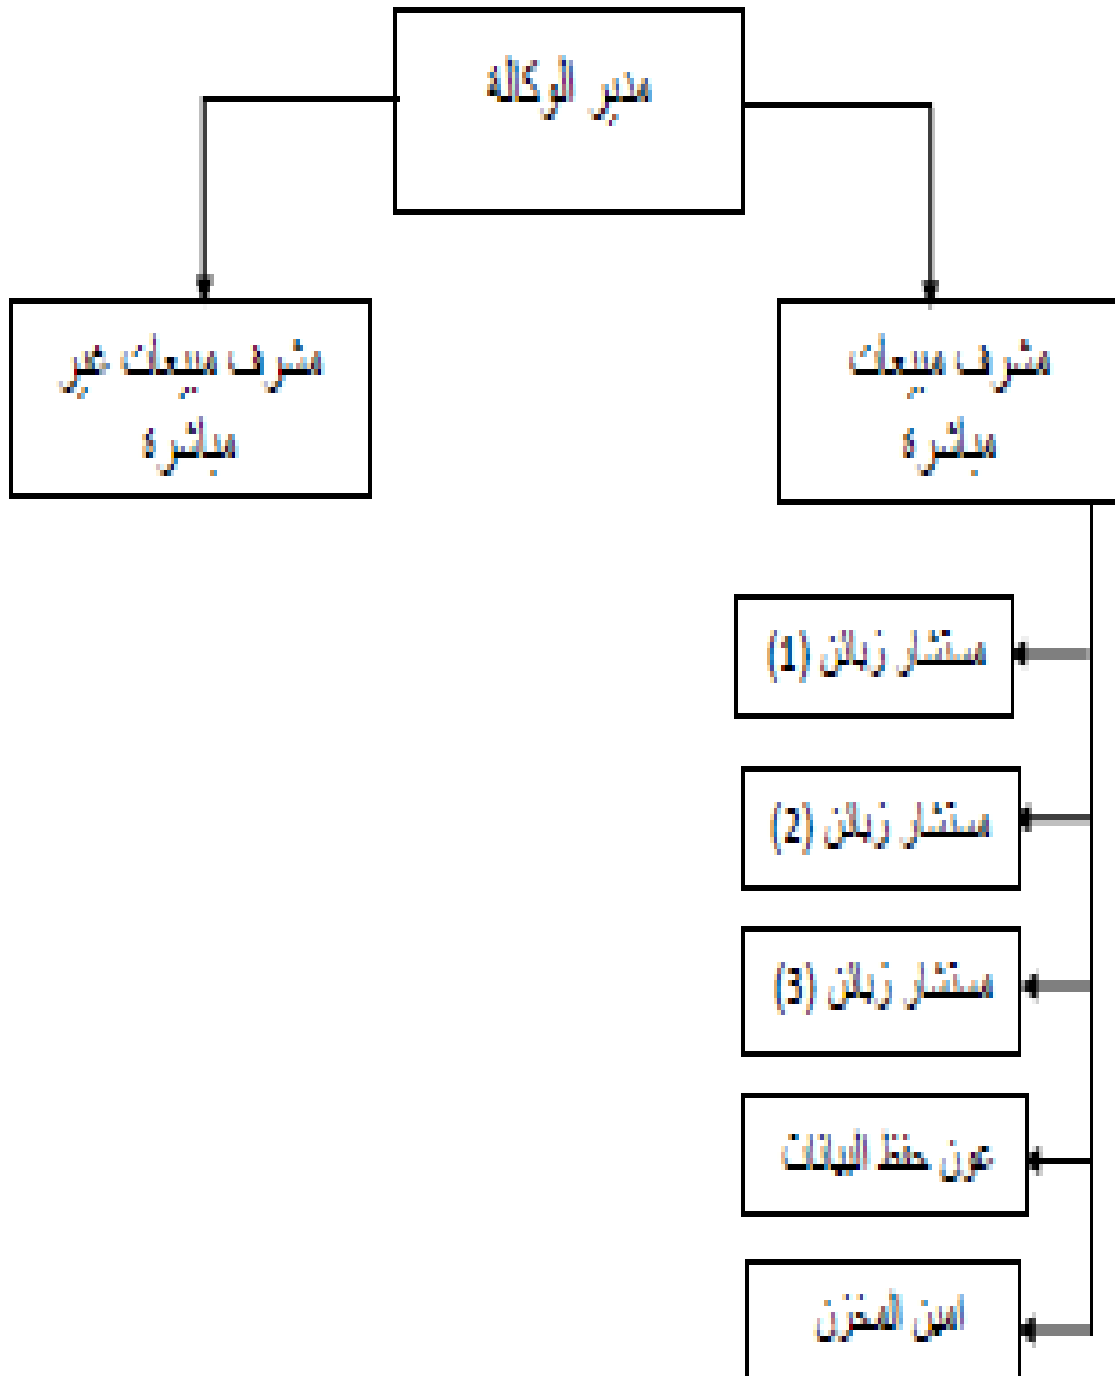 مدير الوكالة
مشرف مبيعات
مباشرة
مشرف مبيعات غير
مباشرة
مستشار زبائن (1)
مستشار زبائن (2)
مستشار زبائن (3)
عون حفظ البيانات
امين المخزن